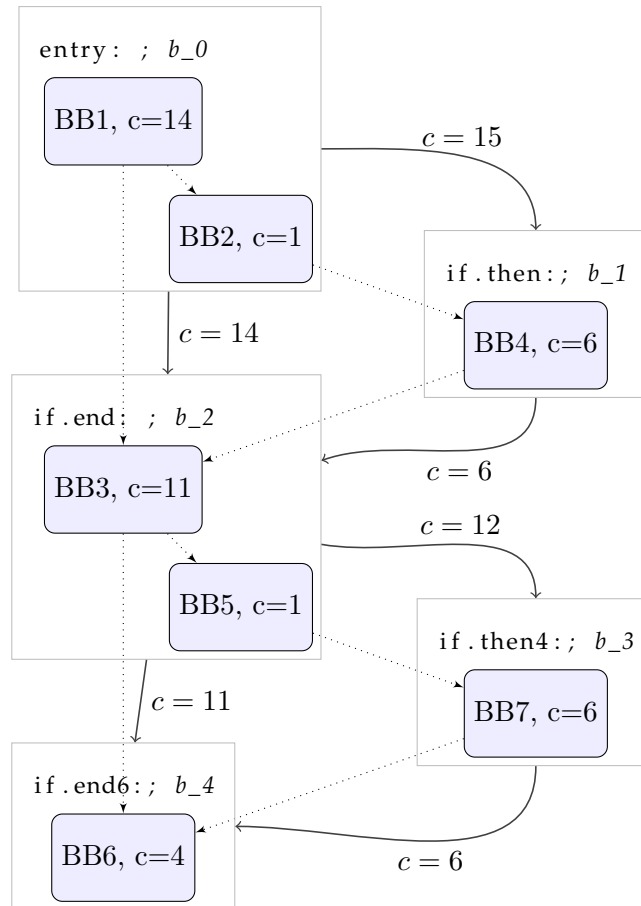 entry: ; b_0
BB1, c=14
c = 15
BB2, c=1
if.then:; b_1
BB4, c=6
c = 14
if.end: ; b_2
BB3, c=11
c = 6
c = 12
BB5, c=1
if.then4:; b_3
BB7, c=6
c = 11
if.end6:; b_4
BB6, c=4
c = 6